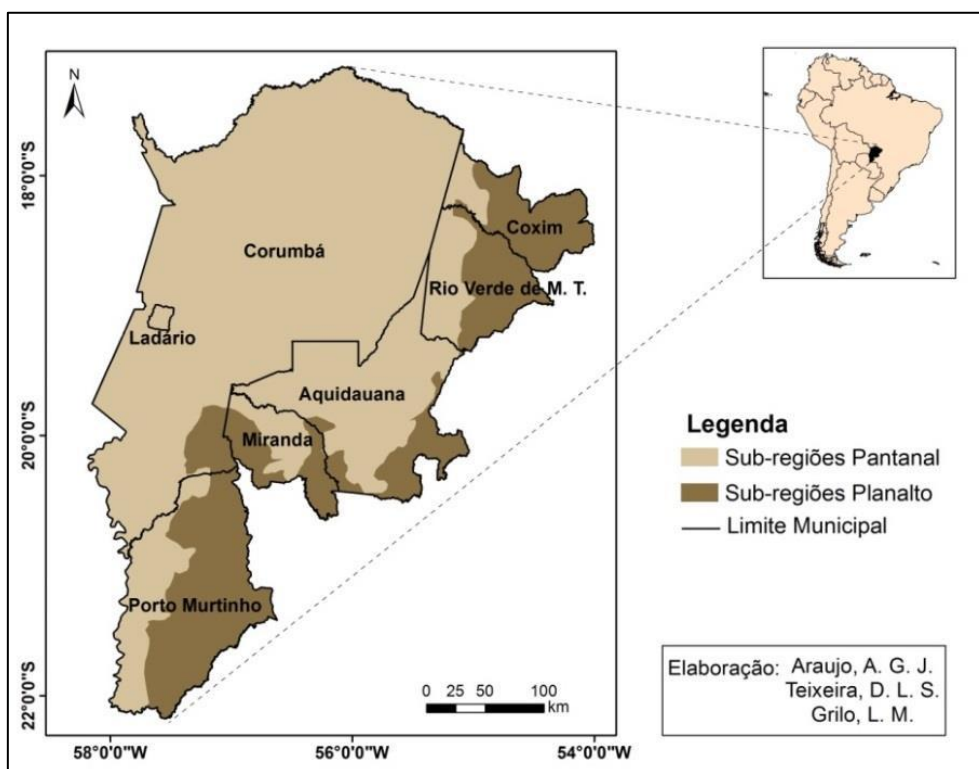 N
18°0'0"S
20°0'0"S
22°0'0"S
58°0'0"W
56°0'0"W
54°0'0"W
Corumbá
Coxim
Rio Verde de M. T.
Ladário
Aquidauana
Miranda
Porto Murtinho
0 25 50 100
km
Legenda
Sub-regiões Pantanal
Sub-regiões Planalto
Limite Municipal
Elaboração: Araujo, A. G. J.
Teixeira, D. L. S.
Grilo, L. M.